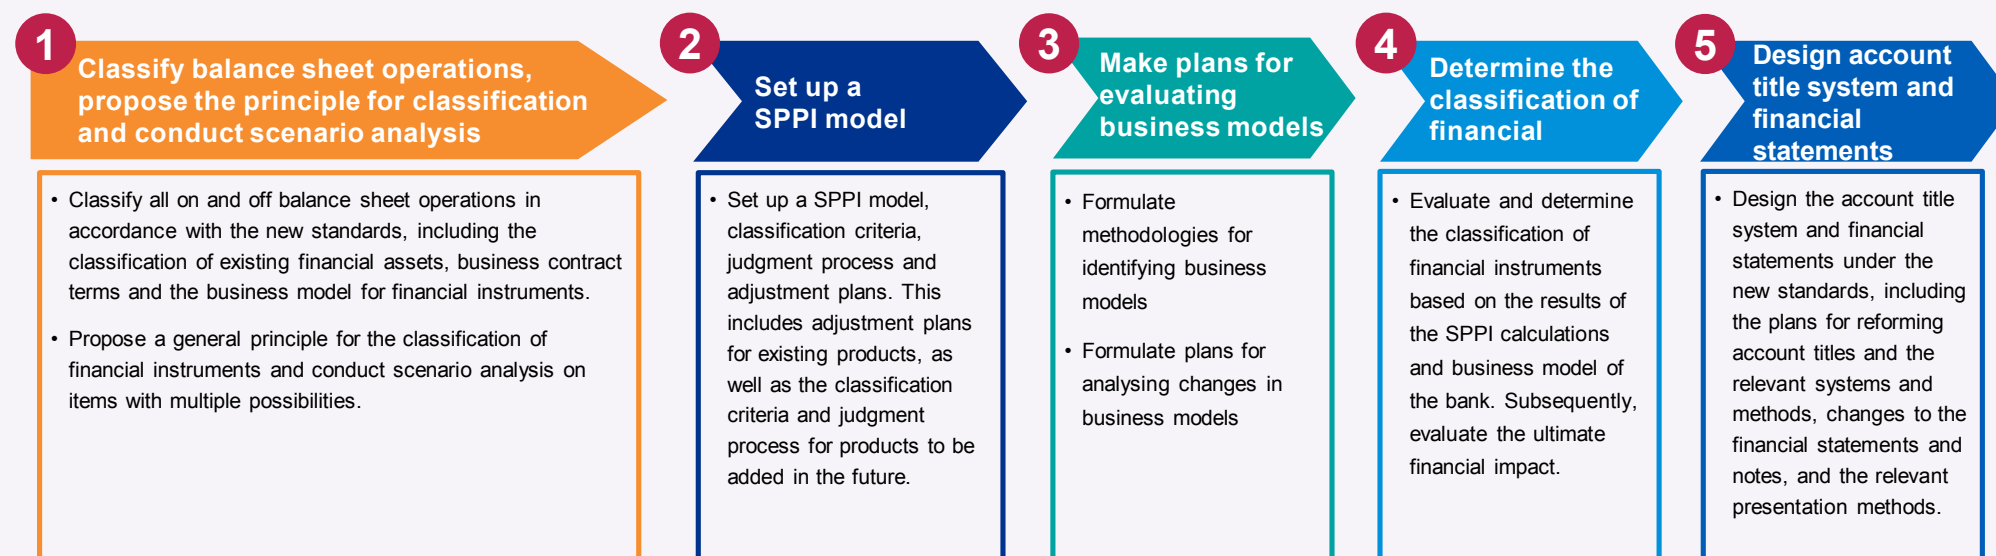 1
Classify balance sheet operations,
propose the principle for classification
and conduct scenario analysis
• Classify all on and off balance sheet operations in
accordance with the new standards, including the
classification of existing financial assets, business contract
terms and the business model for financial instruments.
• Propose a general principle for the classification of
financial instruments and conduct scenario analysis on
items with multiple possibilities.
2
Set up a
SPPI model
• Set up a SPPI model,
classification criteria,
judgment process and
adjustment plans. This
includes adjustment plans
for existing products, as
well as the classification
criteria and judgment
process for products to be
added in the future.
3
Make plans for
evaluating
business models
• Formulate
methodologies for
identifying business
models
• Formulate plans for
analysing changes in
business models
4
Determine the
classification of
financial
• Evaluate and determine
the classification of
financial instruments
based on the results of
the SPPI calculations
and business model of
the bank. Subsequently,
evaluate the ultimate
financial impact.
5
Design account
title system and
financial
statements
• Design the account title
system and financial
statements under the
new standards, including
the plans for reforming
account titles and the
relevant systems and
methods, changes to the
financial statements and
notes, and the relevant
presentation methods.